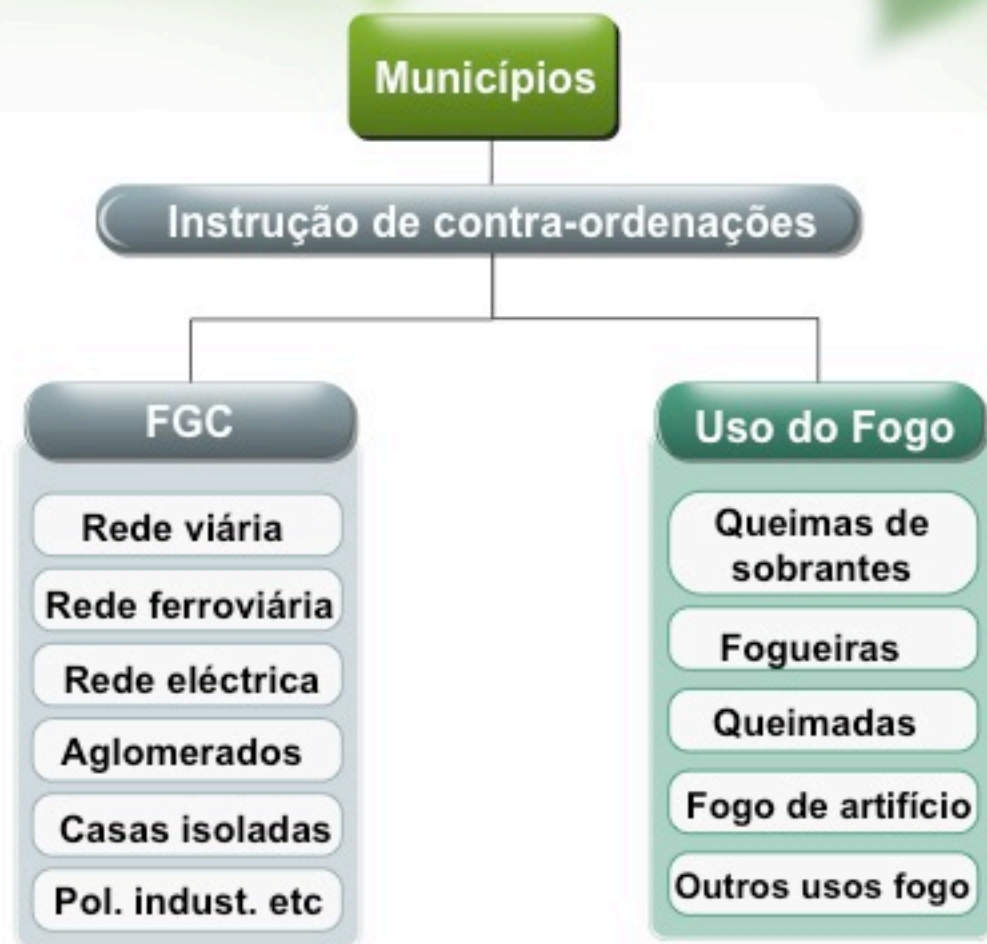 Municípios
Instrução de contra-ordenações
FGC
Rede viária
Rede ferroviária
Rede eléctrica
Aglomerados
Casas isoladas
Pol. indust. etc
Uso do Fogo
Queimas de
sobrantes
Fogueiras
Queimadas
Fogo de artifício
Outros usos fogo